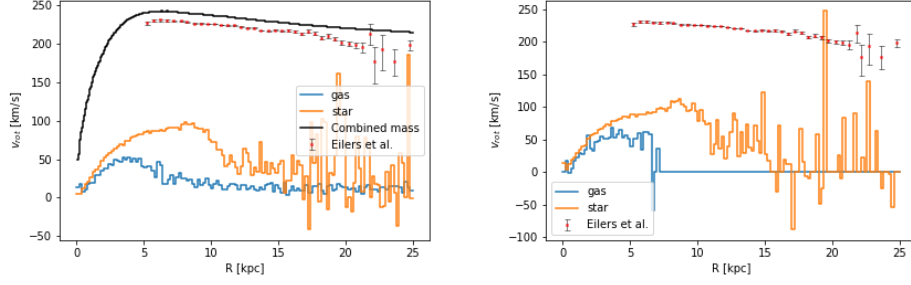 250
200
150
100
50
0
−50
v_rot [km/s]
gas
star
Combined mass
Eilers et al.
0 5 10 15 20 25
R [kpc]
250
200
150
100
50
0
−50
−100
v_rot [km/s]
gas
star
Eilers et al.
0 5 10 15 20 25
R [kpc]